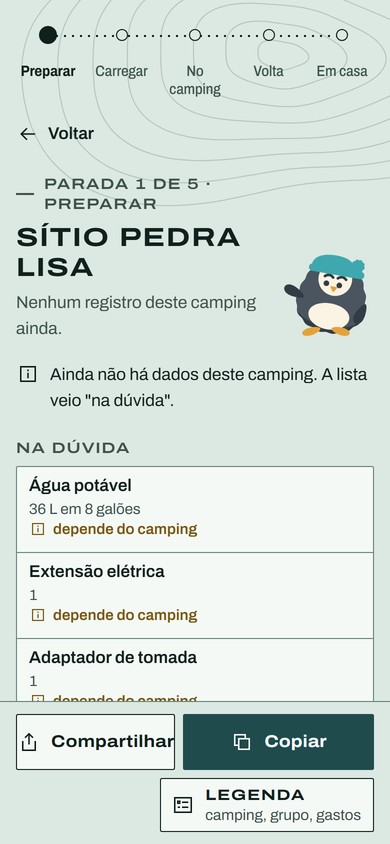 Preparar
Carregar
No
camping
Volta
Em casa
Voltar
PARADA 1 DE 5 ·
PREPARAR
SÍTIO PEDRA
LISA
Nenhum registro deste camping
ainda.
Ainda não há dados deste camping. A lista
veio "na dúvida".
NA DÚVIDA
Água potável
36 L em 8 galões
depende do camping
Extensão elétrica
1
depende do camping
Adaptador de tomada
1
depende do camping
Compartilhar
Copiar
LEGENDA
camping, grupo, gastos